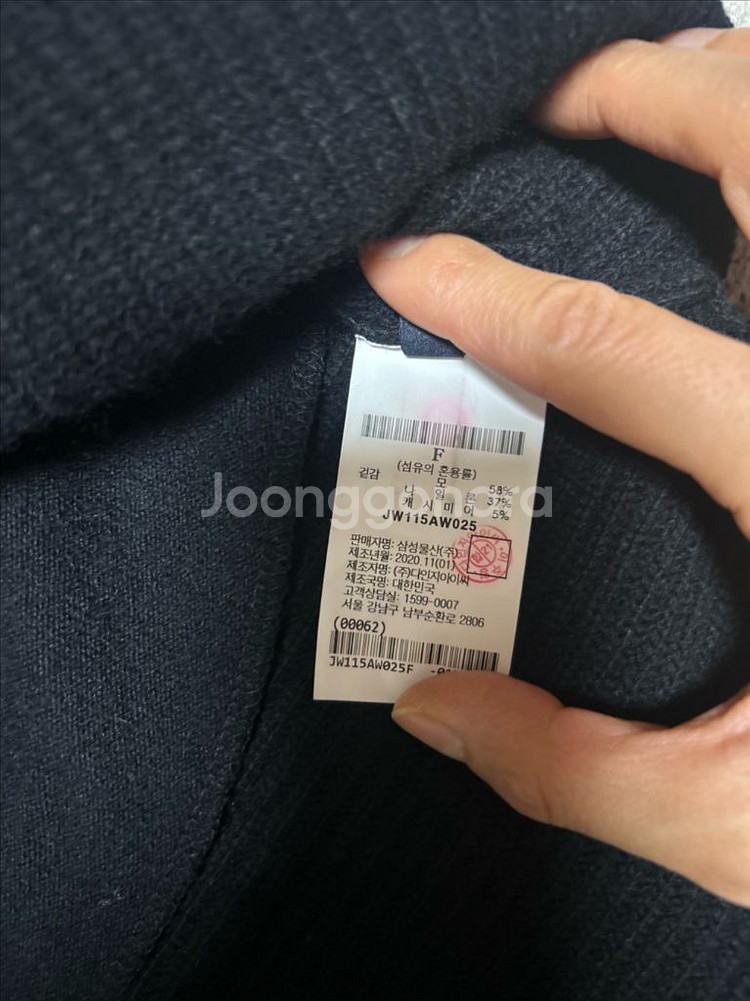 F
(섬유의 혼용률)
겉감 모 58%
나 일 론 37%
캐 시 미 어 5%
Joonggonara
JW115AW025
판매자명: 삼성물산(주)
제조년월: 2020.11(01)
제조자명: (주)다인지아이씨
제조국명: 대한민국
고객상담실: 1599-0007
서울 강남구 남부순환로 2806
(00062)
JW115AW025F